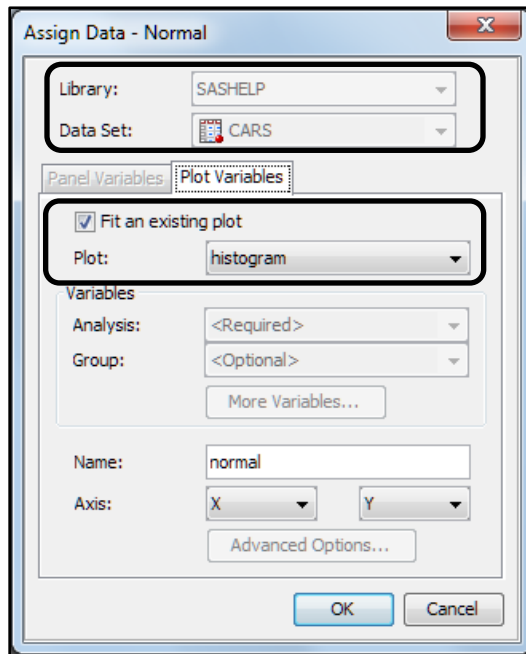 Assign Data - Normal
Library: SASHELP
Data Set: CARS
Panel Variables Plot Variables
Fit an existing plot
Plot: histogram
Variables
Analysis: <Required>
Group: <Optional>
More Variables...
Name: normal
Axis: X Y
Advanced Options...
OK Cancel